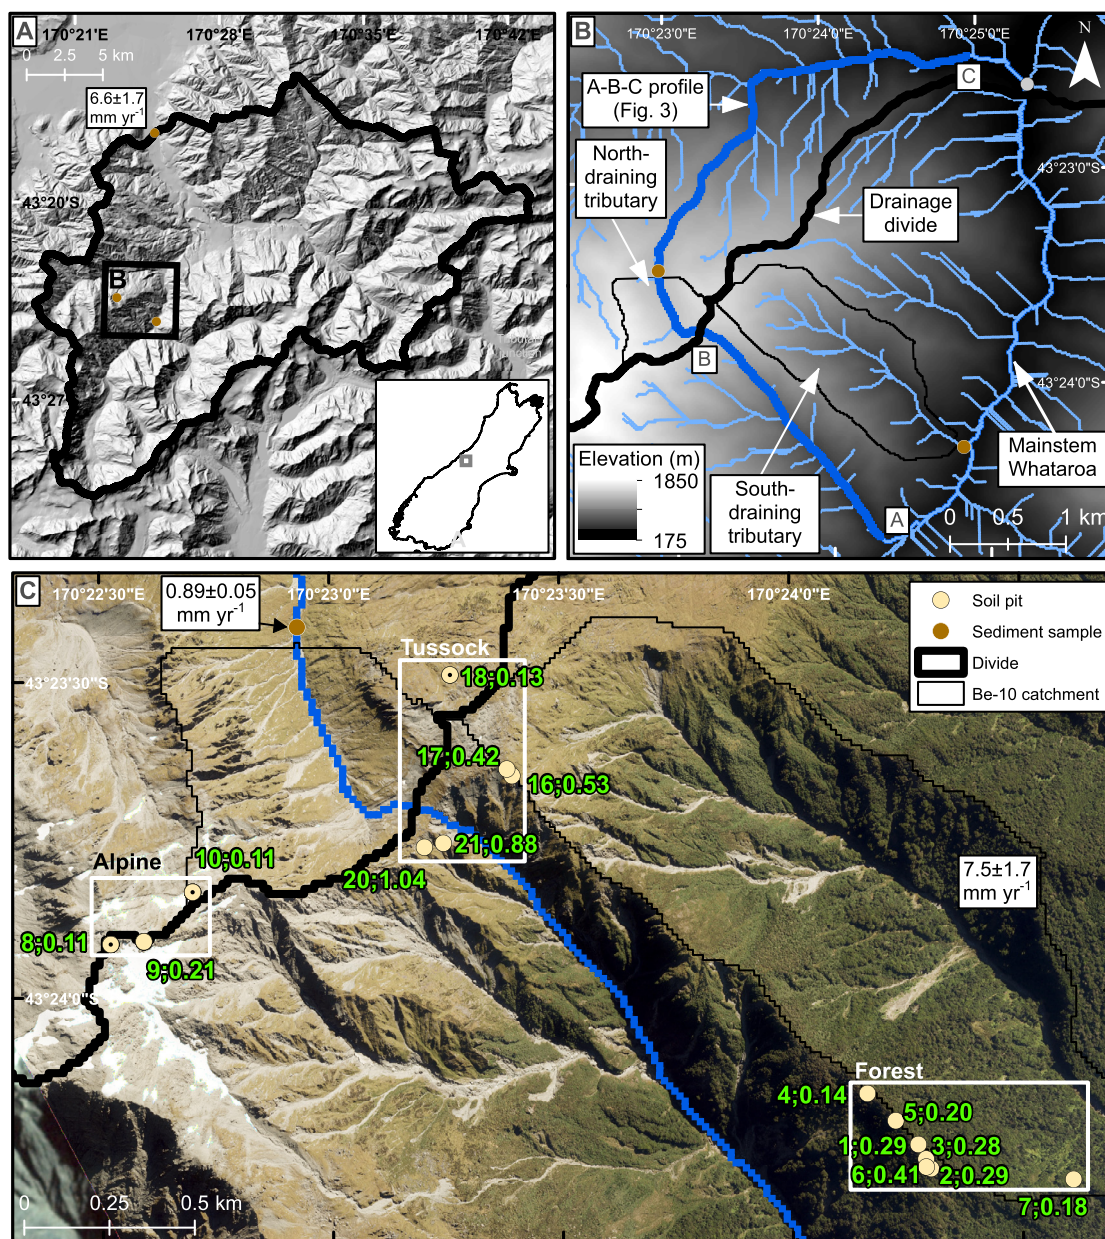 A
170°21'E
170°28'E
170°35'E
170°42'E
0 2.5 5 km
6.6±1.7
mm yr⁻¹
43°20'S
B
43°27'
Junction
B
170°23'0"E
170°24'0"E
170°25'0"E
N
C
A-B-C profile
(Fig. 3)
North-
draining
tributary
Drainage
divide
43°23'0"S
B
43°24'0"S
Mainstem
Whataroa
Elevation (m)
1850
175
South-
draining
tributary
A
0 0.5 1 km
C
170°22'30"E
0.89±0.05
mm yr⁻¹
170°23'0"E
170°23'30"E
170°24'0"E
Soil pit
Sediment sample
Divide
Be-10 catchment
Tussock
18;0.13
43°23'30"S
17;0.42
16;0.53
21;0.88
20;1.04
Alpine
10;0.11
8;0.11
9;0.21
7.5±1.7
mm yr⁻¹
43°24'0"S
Forest
4;0.14
5;0.20
1;0.29
3;0.28
6;0.41
2;0.29
7;0.18
0 0.25 0.5 km